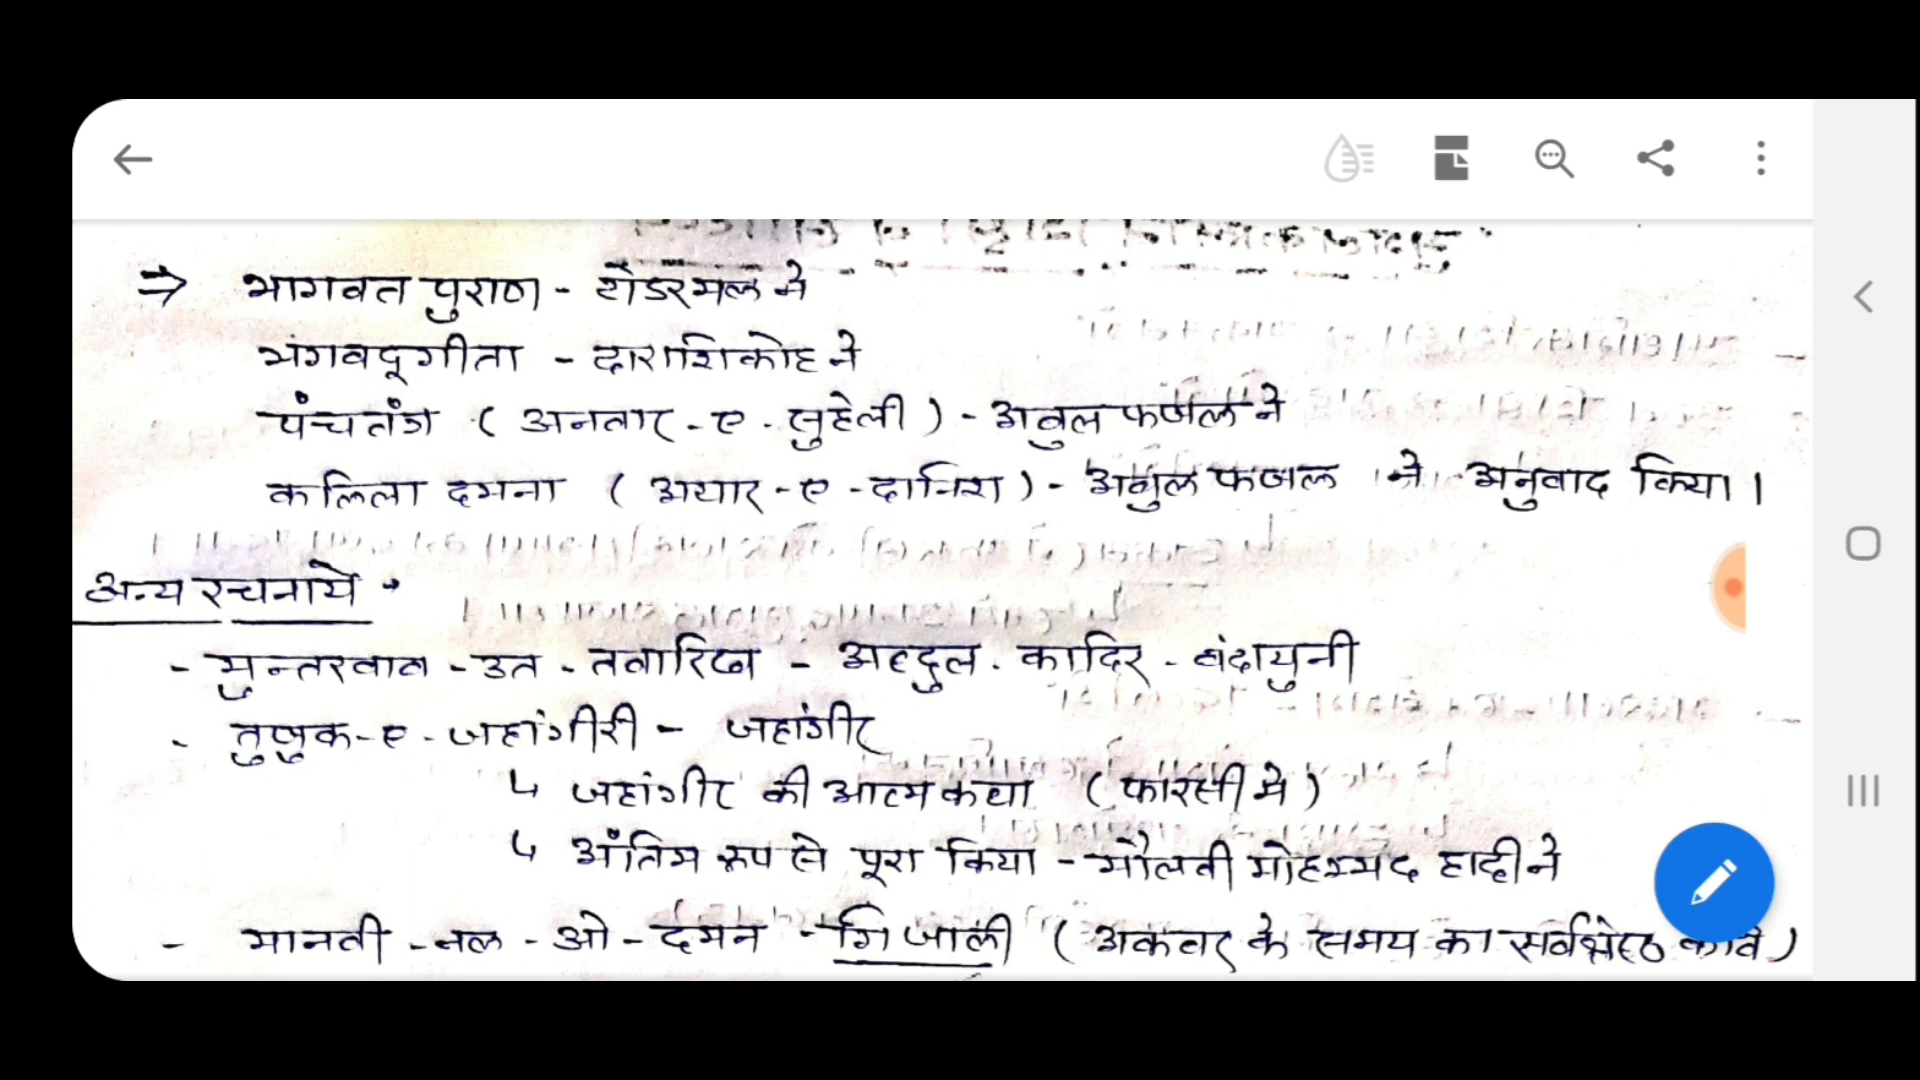 ⇒ भागवत पुराण - टोडरमल ने
भंगवद्गीता - दाराशिकोह ने
पंचतंत्र ( अनवार - ए - सुहेली ) - अबुल फजल ने
कलिला दमना ( अयार - ए - दानिश ) - अबुल फजल ने अनुवाद किया ।
अन्य रचनाये -
- मुन्तखाब - उत - तवारिख - अब्दुल - कादिर - बंदायुनी
- तुजुक - ए - जहांगीरी - जहांगीर
↳ जहांगीर की आत्मकथा ( फारसी मे )
↳ अंतिम रूप से पूरा किया - मौलवी मोहम्मद हादी ने
- मानवी - नल - ओ - दमन - गिजाली ( अकबर के समय का सर्वश्रेष्ठ कवि )